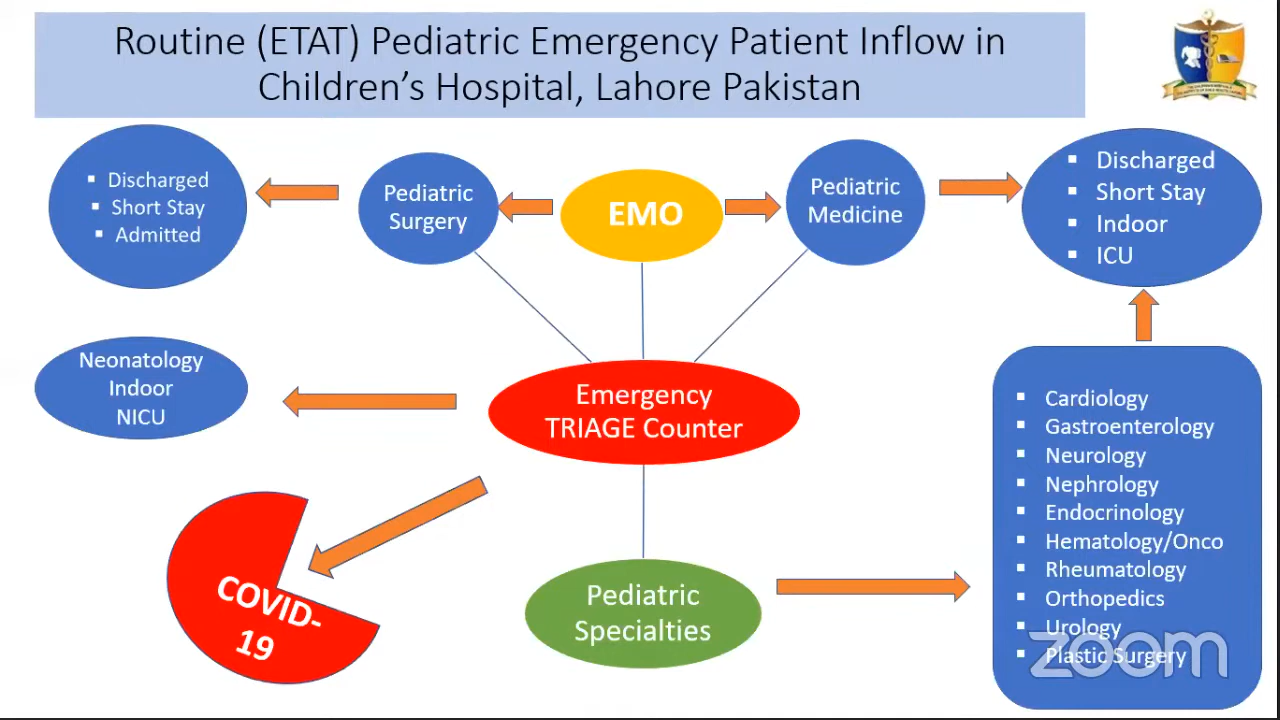 Routine (ETAT) Pediatric Emergency Patient Inflow in
Children's Hospital, Lahore Pakistan
▪ Discharged
▪ Short Stay
▪ Admitted
Pediatric
Surgery
EMO
Pediatric
Medicine
▪ Discharged
▪ Short Stay
▪ Indoor
▪ ICU
Neonatology
Indoor
NICU
Emergency
TRIAGE Counter
COVID-
19
Pediatric
Specialties
▪ Cardiology
▪ Gastroenterology
▪ Neurology
▪ Nephrology
▪ Endocrinology
▪ Hematology/Onco
▪ Rheumatology
▪ Orthopedics
▪ Urology
▪ Plastic Surgery
zoom